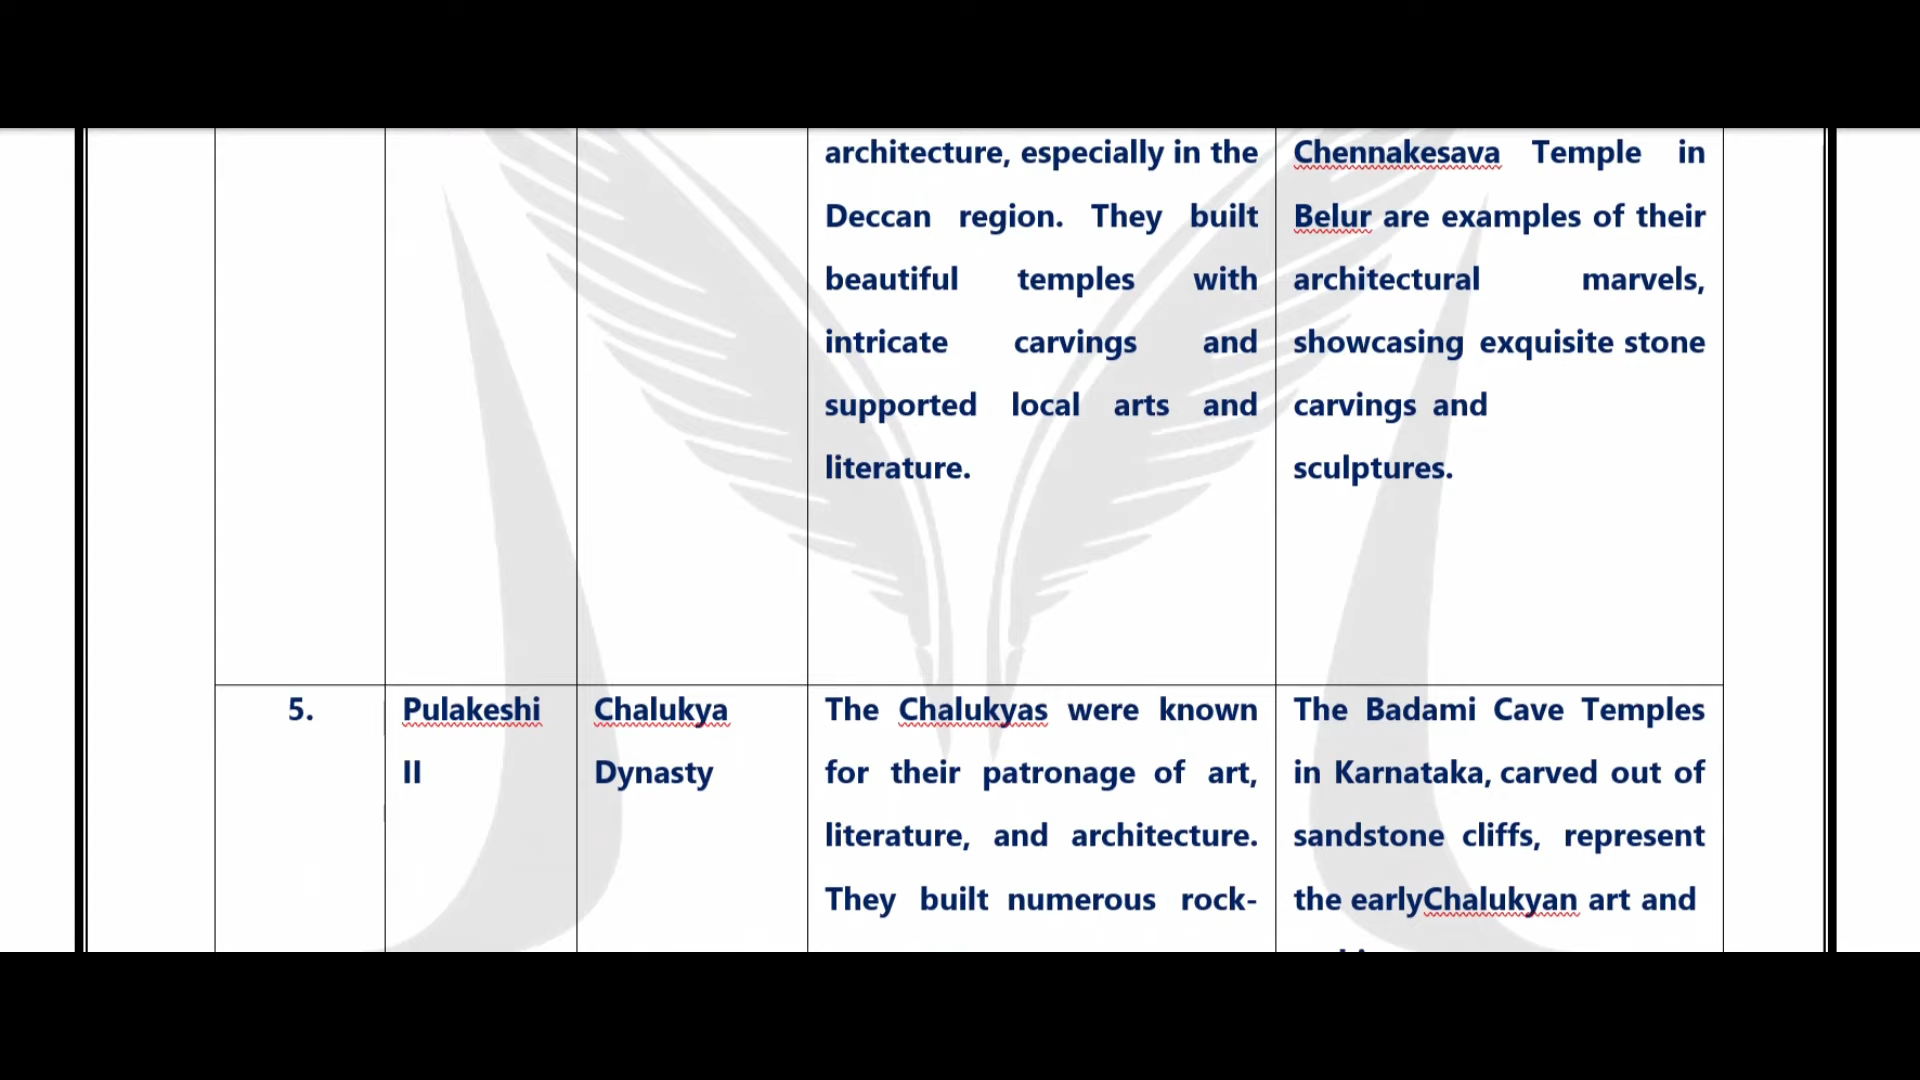 architecture, especially in the
Deccan region. They built
beautiful temples with
intricate carvings and
supported local arts and
literature.
Chennakesava Temple in
Belur are examples of their
architectural marvels,
showcasing exquisite stone
carvings and
sculptures.
5.
Pulakeshi
II
Chalukya
Dynasty
The Chalukyas were known
for their patronage of art,
literature, and architecture.
They built numerous rock-
The Badami Cave Temples
in Karnataka, carved out of
sandstone cliffs, represent
the earlyChalukyan art and